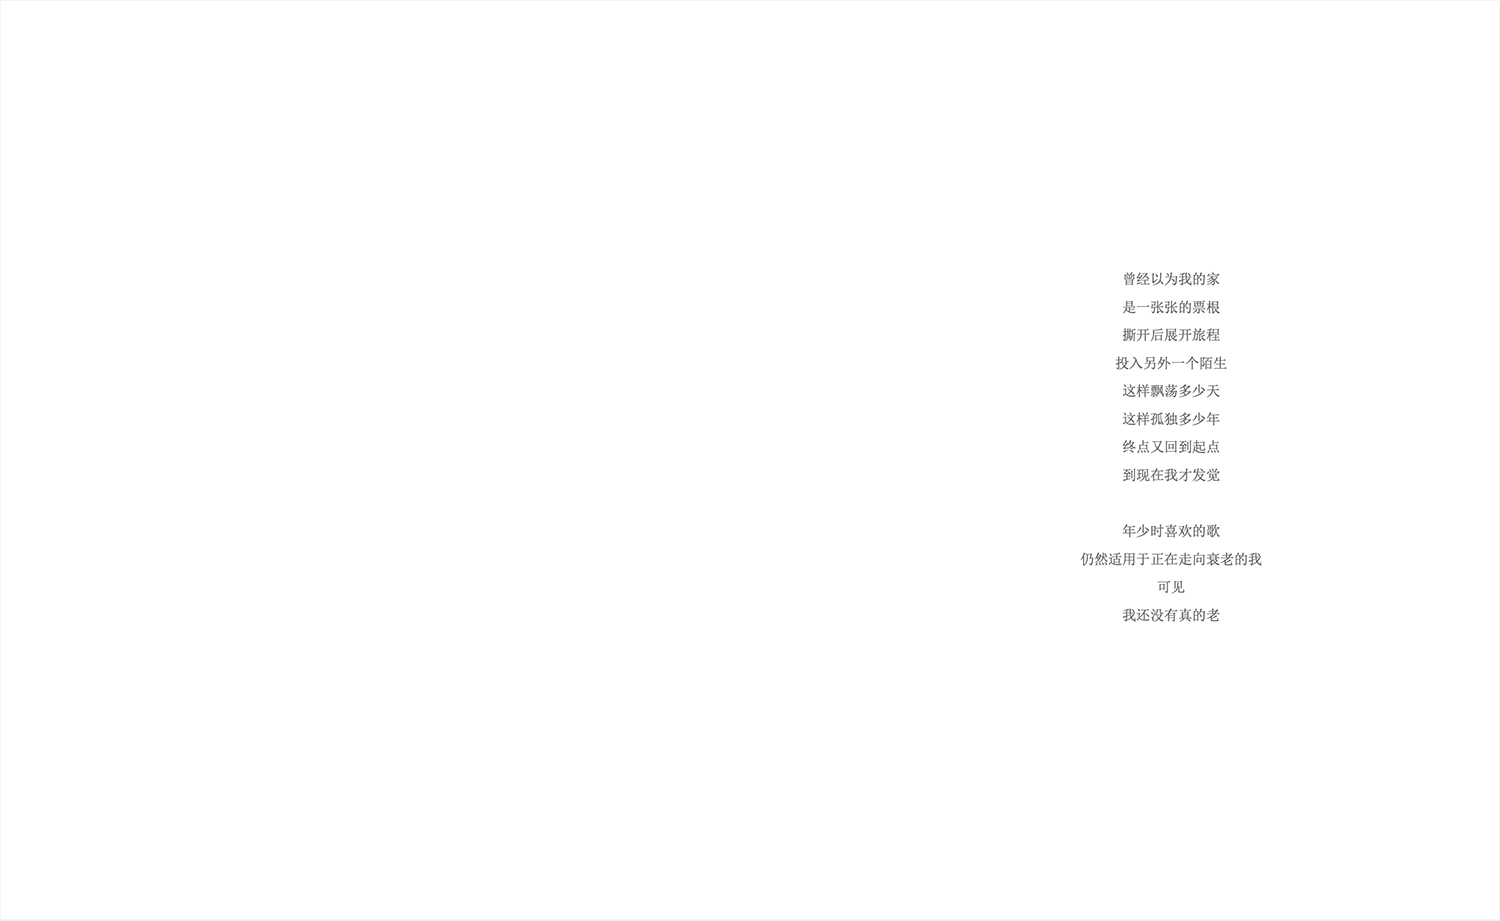 曾经以为我的家
是一张张的票根
撕开后展开旅程
投入另外一个陌生
这样飘荡多少天
这样孤独多少年
终点又回到起点
到现在我才发觉
年少时喜欢的歌
仍然适用于正在走向衰老的我
可见
我还没有真的老